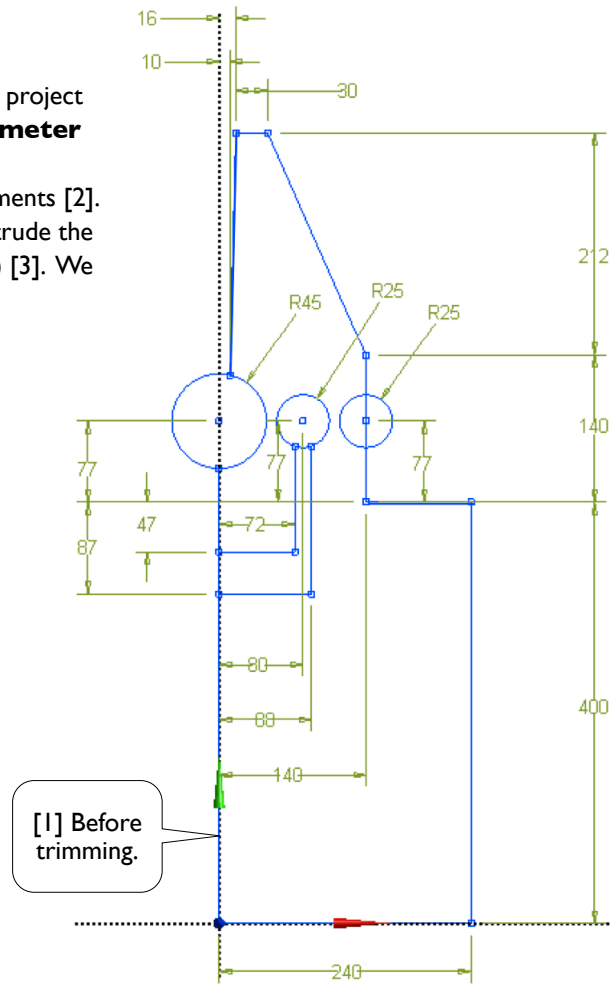 16
10
project
30
meter
ments [2].
trude the
[3]. We
212
R45
R25
R25
140
77
77
77
47
72
87
80
88
400
140
[1] Before
trimming.
240